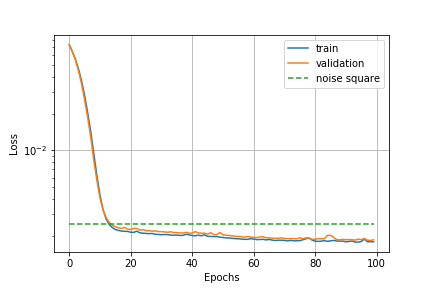 train
validation
noise square
Loss
10⁻²
0 20 40 60 80 100
Epochs